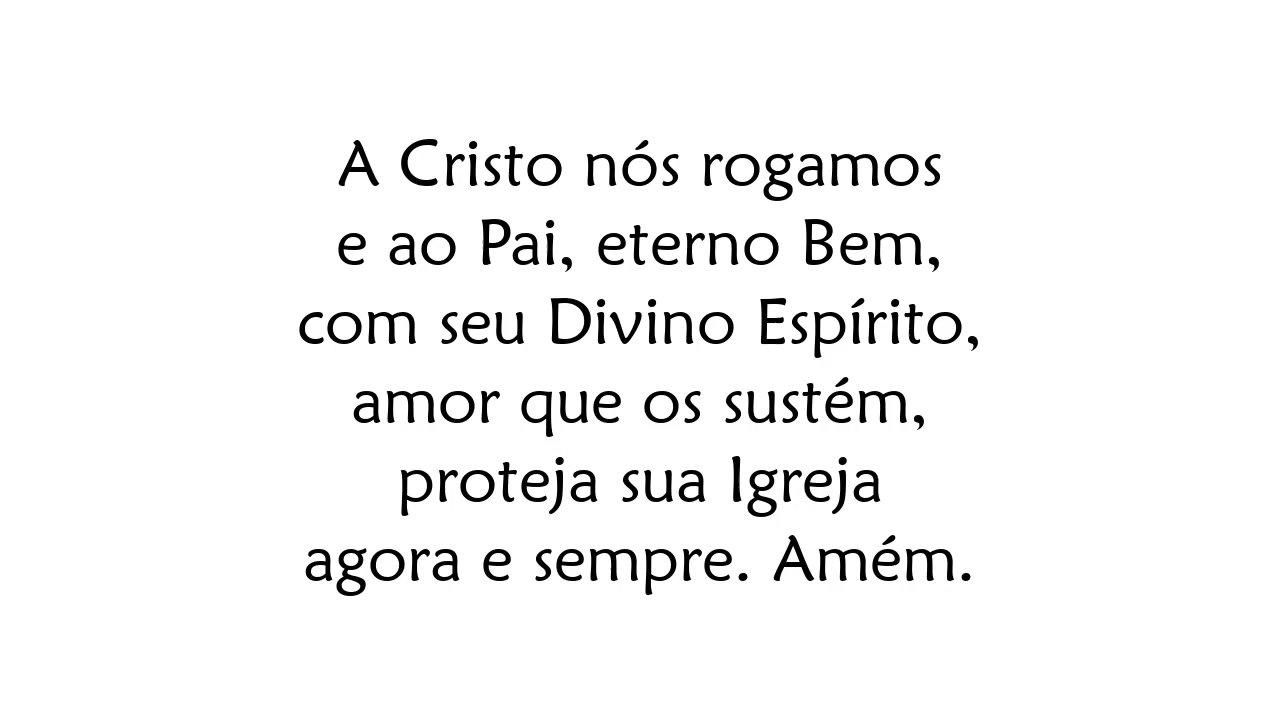 A Cristo nós rogamos
e ao Pai, eterno Bem,
com seu Divino Espírito,
amor que os sustém,
proteja sua Igreja
agora e sempre. Amém.